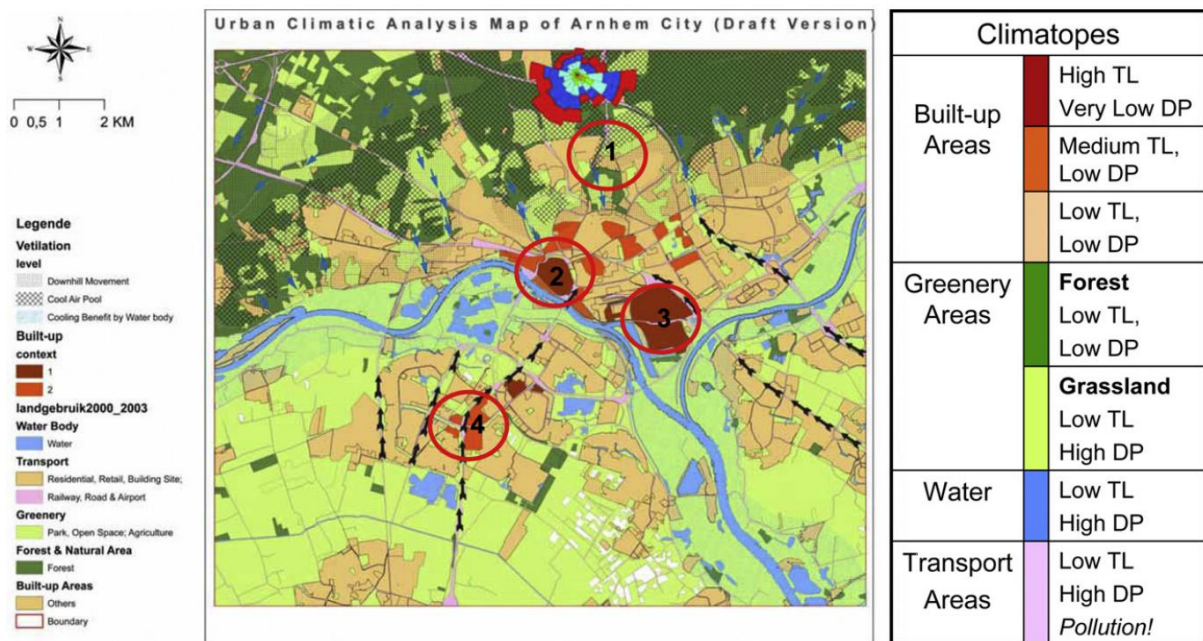 Urban Climatic Analysis Map of Arnhem City (Draft Version)
N
W E
S
0 0,5 1 2 KM
Legende
Vetilation
level
Downhill Movement
Cool Air Pool
Cooling Benefit by Water body
Built-up
context
1
2
landgebruik2000_2003
Water Body
Water
Transport
Residential, Retail, Building Site;
Railway, Road & Airport
Greenery
Park, Open Space; Agriculture
Forest & Natural Area
Forest
Built-up Areas
Others
Boundary
1
2
3
4
Climatopes
Built-up
Areas
High TL
Very Low DP
Medium TL,
Low DP
Low TL,
Low DP
Greenery
Areas
Forest
Low TL,
Low DP
Grassland
Low TL
High DP
Water
Low TL
High DP
Transport
Areas
Low TL
High DP
Pollution!